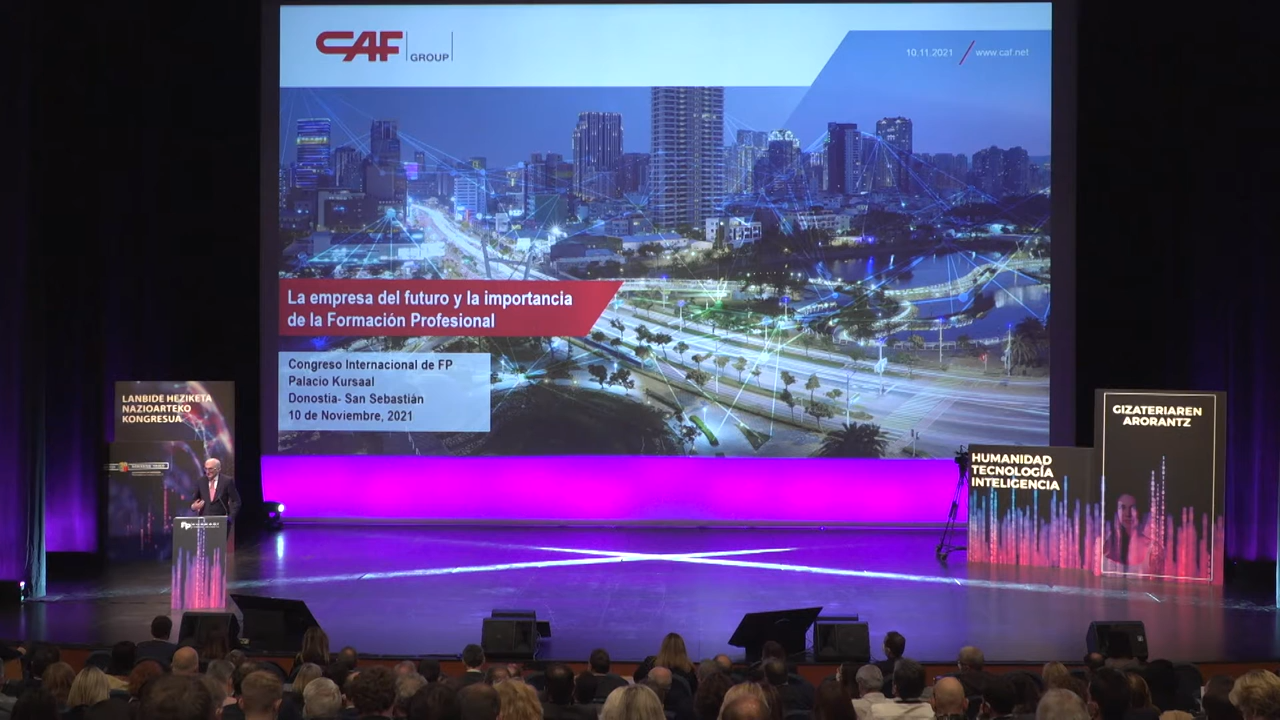 CAF
GROUP
10.11.2021
www.caf.net
La empresa del futuro y la importancia
de la Formación Profesional
Congreso Internacional de FP
Palacio Kursaal
Donostia- San Sebastián
10 de Noviembre, 2021
LANBIDE HEZIKETA
NAZIOARTEKO
KONGRESUA
HUMANIDAD
TECNOLOGÍA
INTELIGENCIA
GIZATERIAREN
ARORANTZ